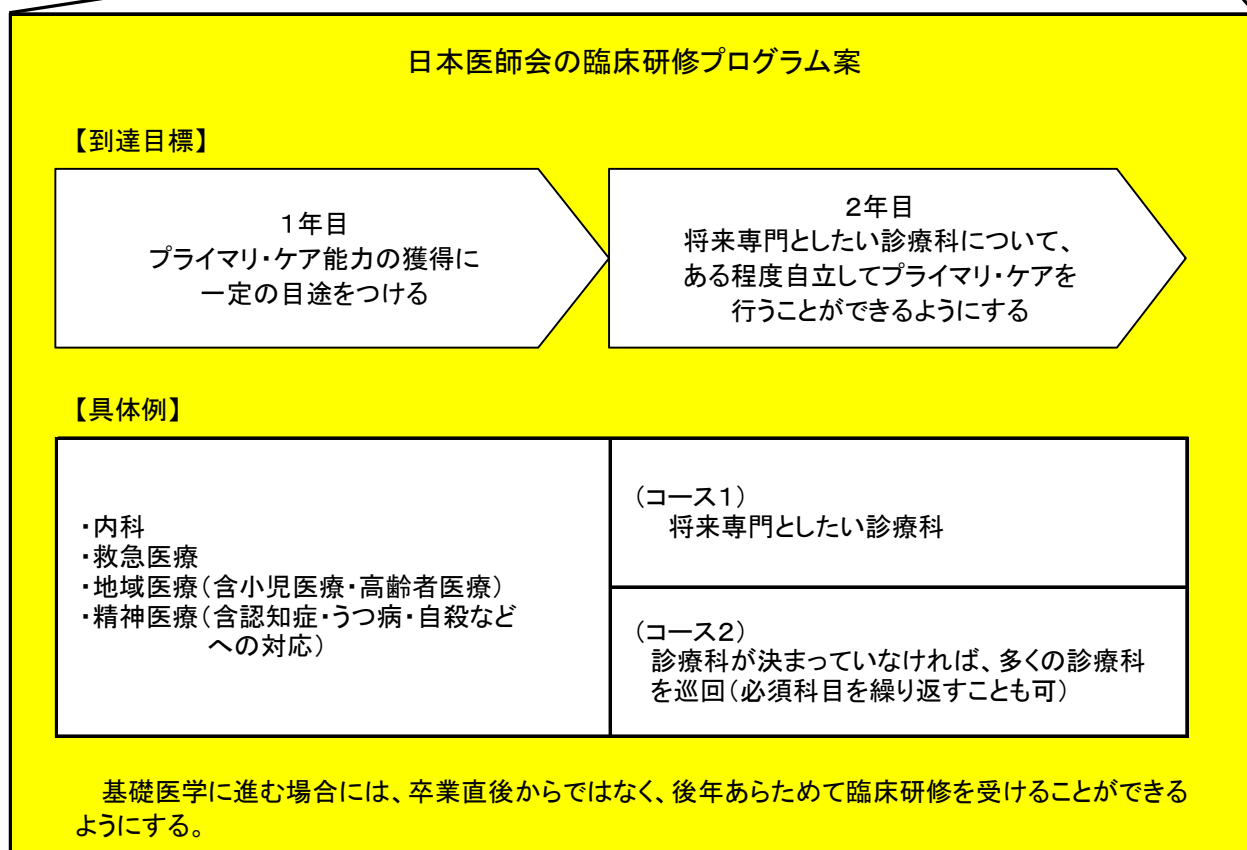 日本医師会の臨床研修プログラム案
【到達目標】
1年目
プライマリ・ケア能力の獲得に
一定の目途をつける
2年目
将来専門としたい診療科について、
ある程度自立してプライマリ・ケアを
行うことができるようにする
【具体例】
・内科
・救急医療
・地域医療(含小児医療・高齢者医療)
・精神医療(含認知症・うつ病・自殺など
への対応)
(コース1)
将来専門としたい診療科
(コース2)
診療科が決まっていなければ、多くの診療科
を巡回(必須科目を繰り返すことも可)
基礎医学に進む場合には、卒業直後からではなく、後年あらためて臨床研修を受けることができる
ようにする。